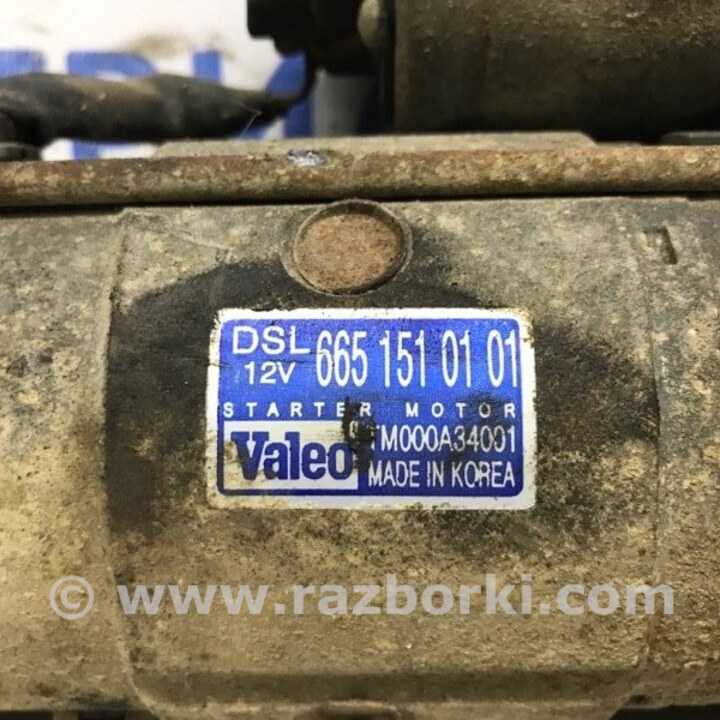 DSL 665 151 01 01
12V
STARTER MOTOR
Valeo TM000A34001
MADE IN KOREA
© www.razborki.com